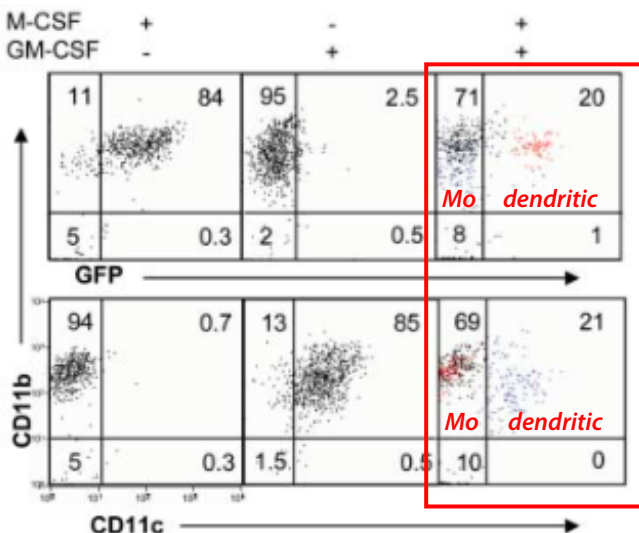 M-CSF + - +
GM-CSF - + +
11 84 95 2.5 71 20
Mo dendritic
5 0.3 2 0.5 8 1
GFP
94 0.7 13 85 69 21
Mo dendritic
5 0.3 1.5 0.5 10 0
CD11b
CD11c